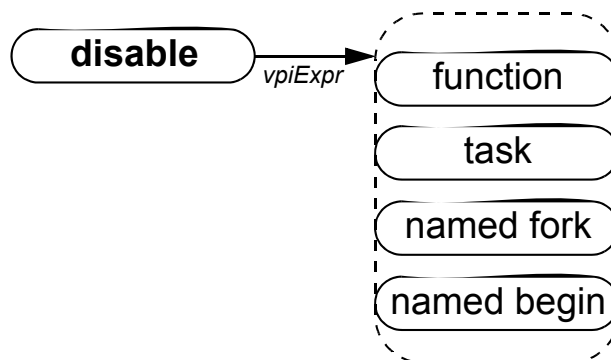 disable
vpiExpr
function
task
named fork
named begin